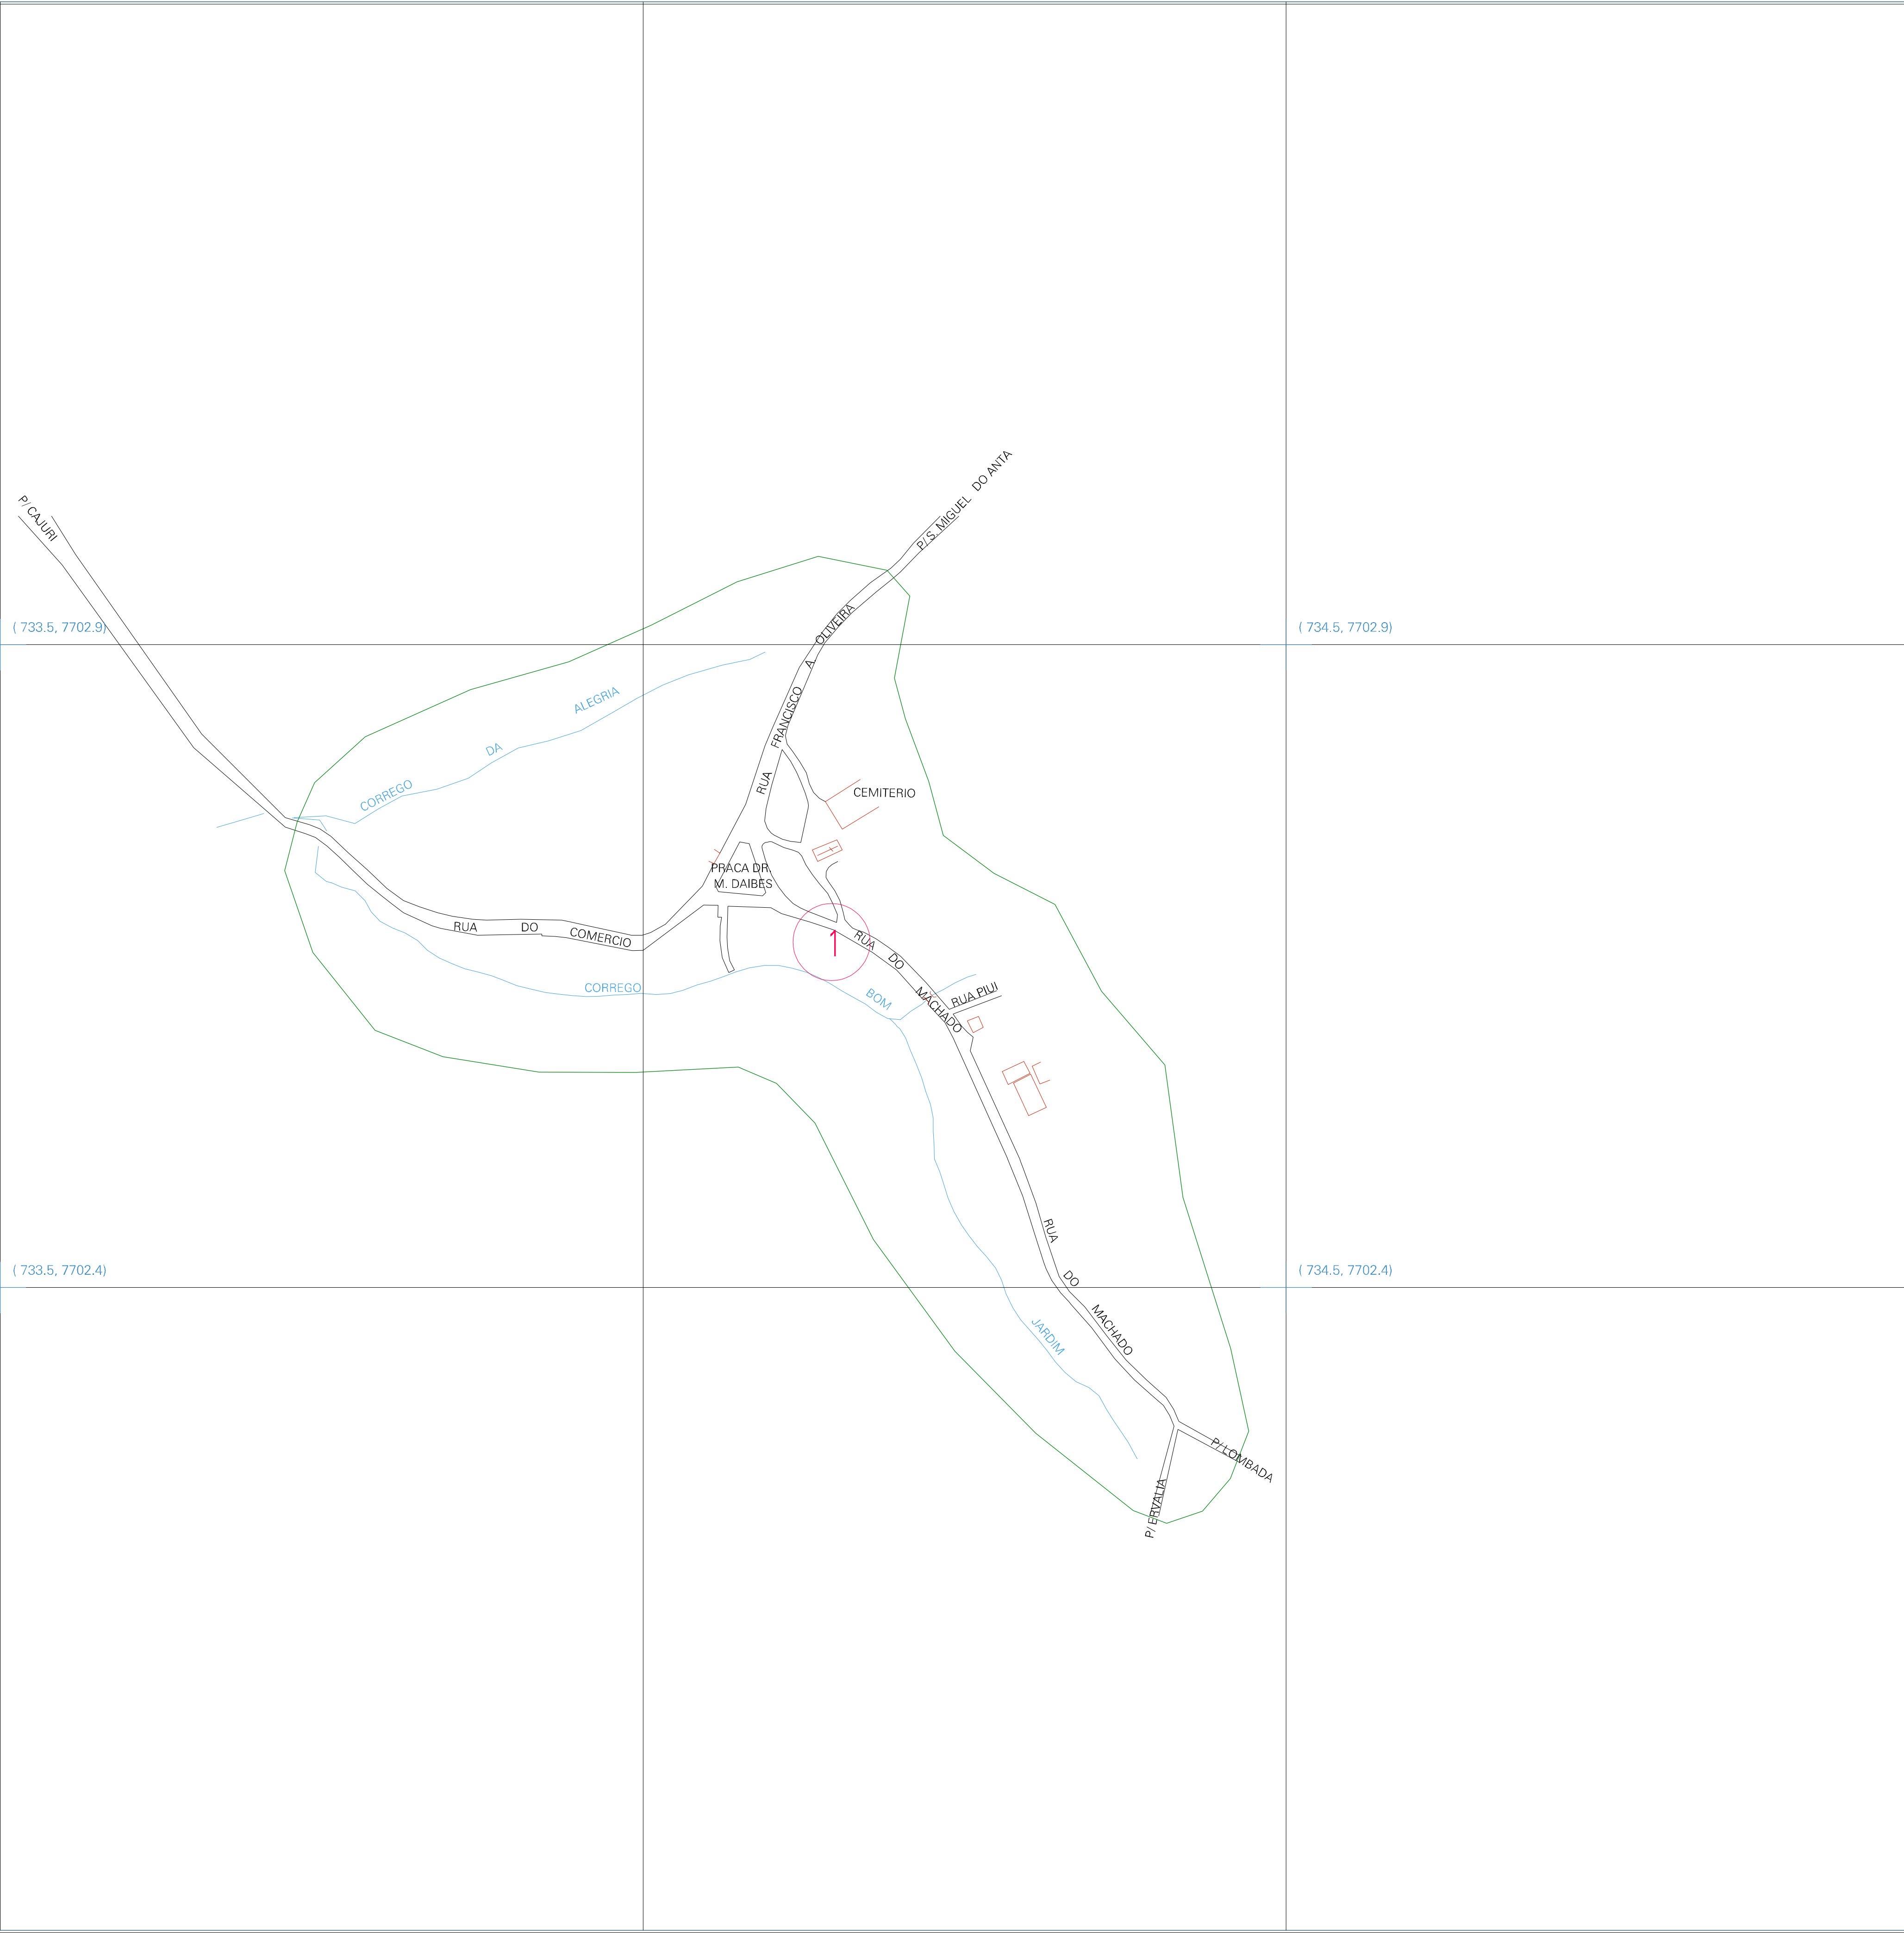 P/ CAJURI
P/ S. MIGUEL DO ANTA
( 733.5, 7702.9)
( 734.5, 7702.9)
RUA FRANCISCO A OLIVEIRA
CORREGO DA ALEGRIA
CEMITERIO
PRACA DR.
M. DAIBES
RUA DO COMERCIO
1
RUA DO MACHADO
RUA PIUI
CORREGO BOM JARDIM
RUA DO MACHADO
( 733.5, 7702.4)
( 734.5, 7702.4)
P/ LOMBADA
P/ ERVALIA